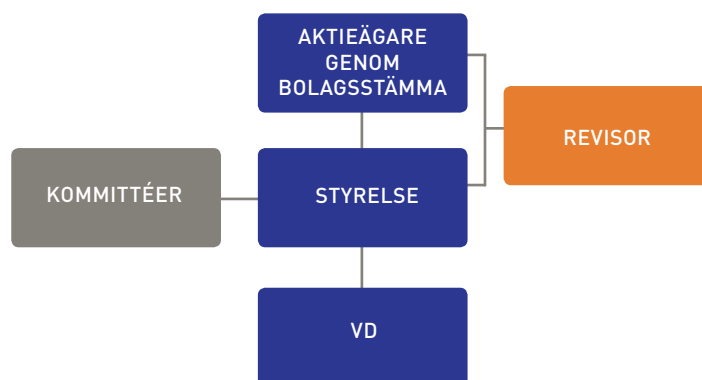 AKTIEÄGARE
GENOM
BOLAGSSTÄMMA
REVISOR
KOMMITTÉER
STYRELSE
VD